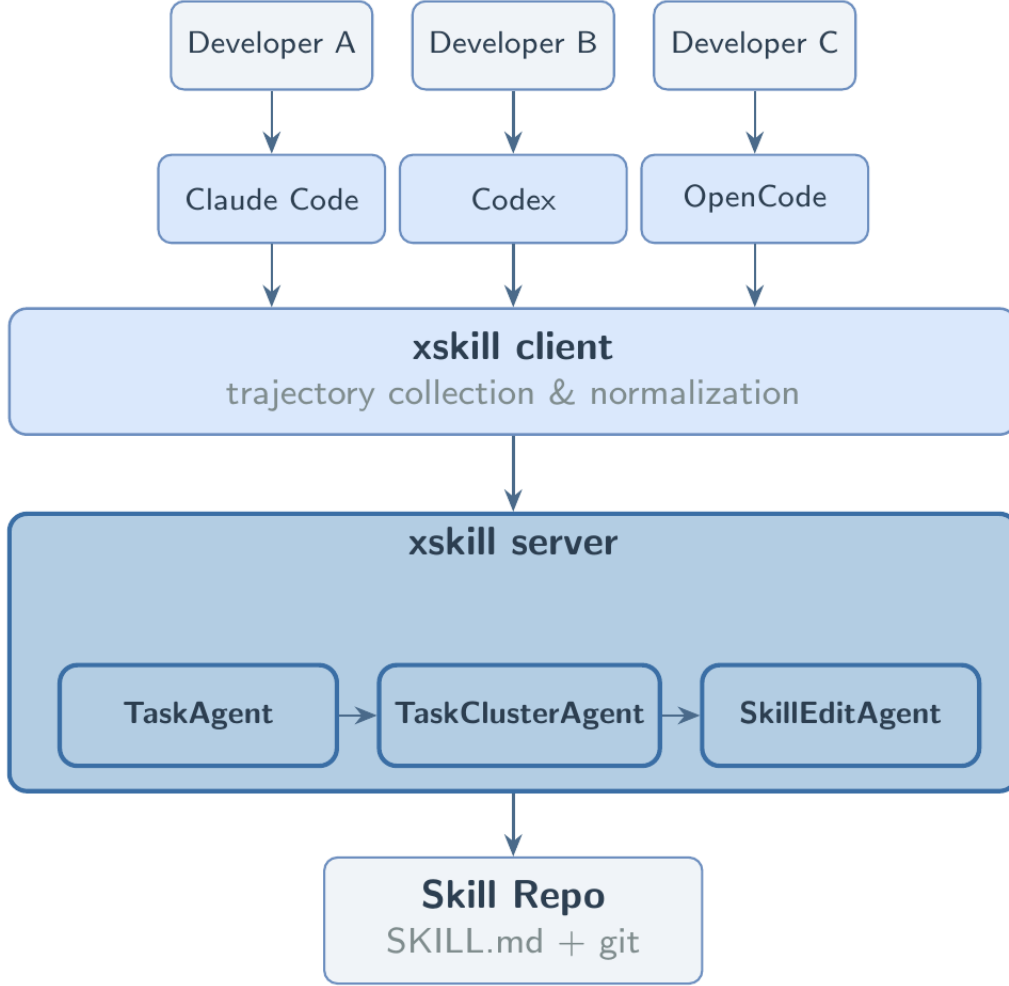 Developer A
Developer B
Developer C
Claude Code
Codex
OpenCode
xskill client
trajectory collection & normalization
xskill server
TaskAgent
TaskClusterAgent
SkillEditAgent
Skill Repo
SKILL.md + git